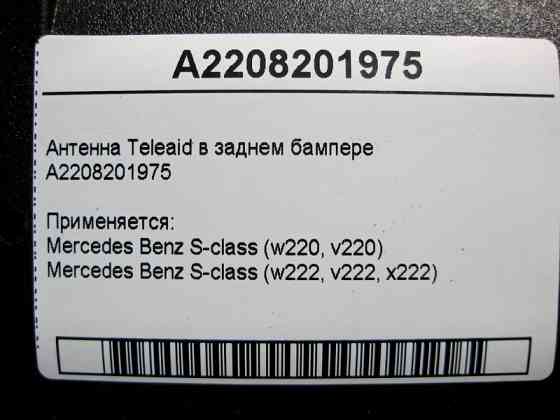 A2208201975
Антенна Teleaid в заднем бампере
A2208201975
Применяется:
Mercedes Benz S-class (w220, v220)
Mercedes Benz S-class (w222, v222, x222)